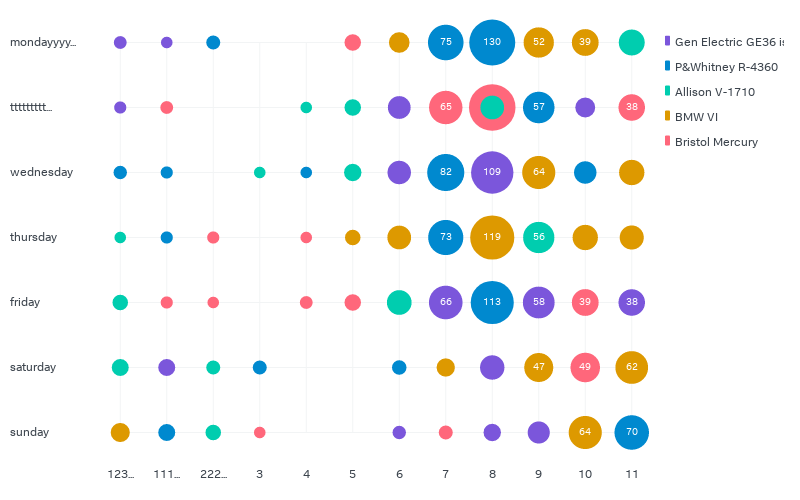 mondayyyy... 75 130 52 39
Gen Electric GE36 is
P&Whitney R-4360
ttttttttt... 65 57 38
Allison V-1710
BMW VI
Bristol Mercury
wednesday 82 109 64
thursday 73 119 56
friday 66 113 58 39 38
saturday 47 49 62
sunday 64 70
123... 111... 222... 3 4 5 6 7 8 9 10 11